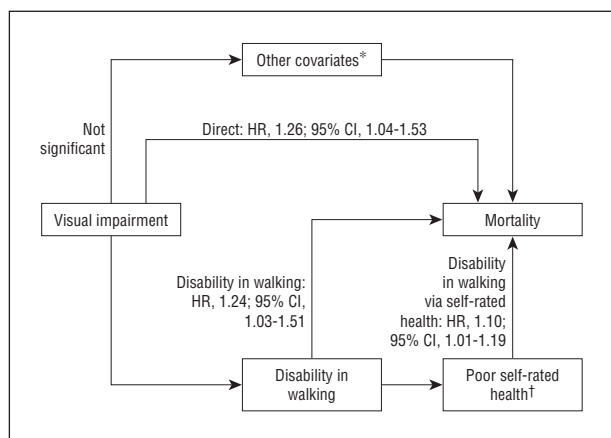 Other covariates*
Not
significant
Direct: HR, 1.26; 95% CI, 1.04-1.53
Visual impairment
Mortality
Disability in walking:
HR, 1.24; 95% CI,
1.03-1.51
Disability
in walking
via self-rated
health: HR, 1.10;
95% CI, 1.01-1.19
Disability in
walking
Poor self-rated
health†